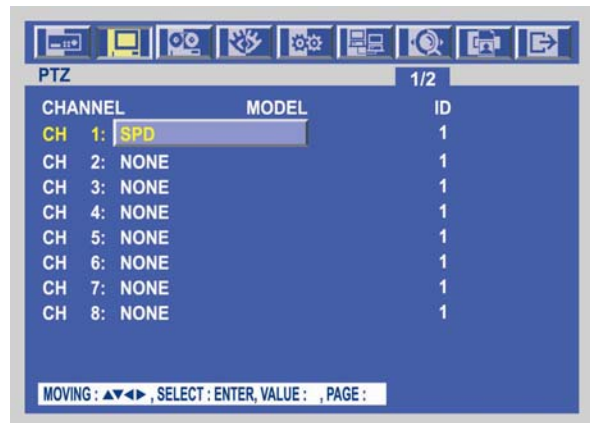 PTZ 1/2
CHANNEL MODEL ID
CH 1: SPD 1
CH 2: NONE 1
CH 3: NONE 1
CH 4: NONE 1
CH 5: NONE 1
CH 6: NONE 1
CH 7: NONE 1
CH 8: NONE 1
MOVING : ▲▼◀▶ , SELECT : ENTER, VALUE : , PAGE :